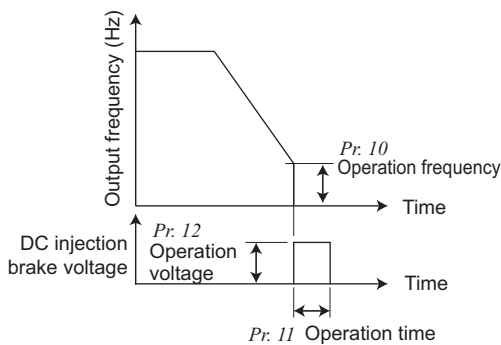 Output frequency (Hz)
Pr. 10
Operation frequency
Time
DC injection
brake voltage
Pr. 12
Operation
voltage
Time
Pr. 11 Operation time